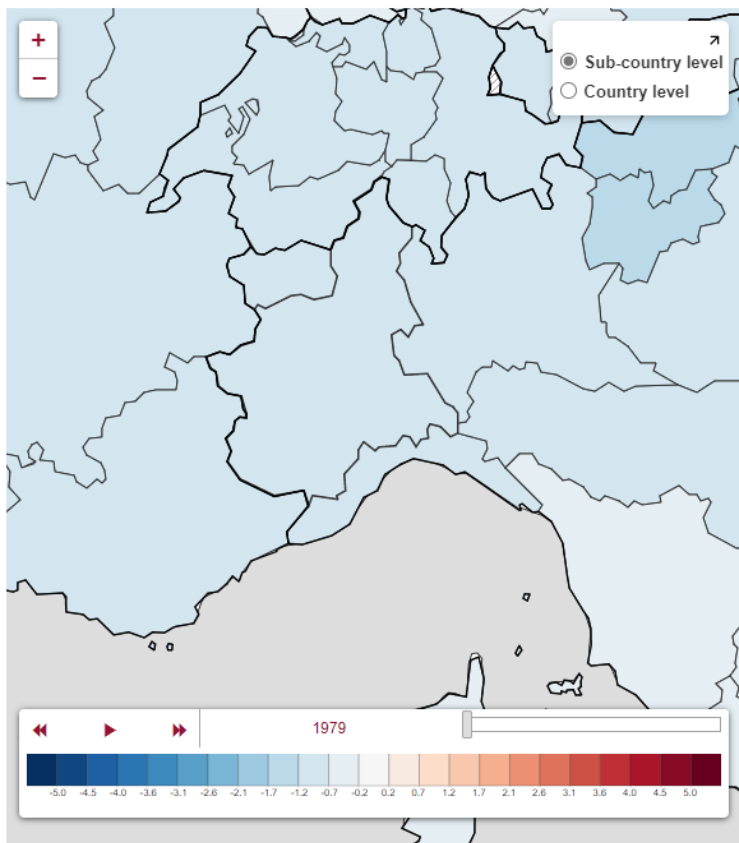 +
−
Sub-country level
Country level
1979
-5.0 -4.5 -4.0 -3.6 -3.1 -2.6 -2.1 -1.7 -1.2 -0.7 -0.2 0.2 0.7 1.2 1.7 2.1 2.6 3.1 3.6 4.0 4.5 5.0